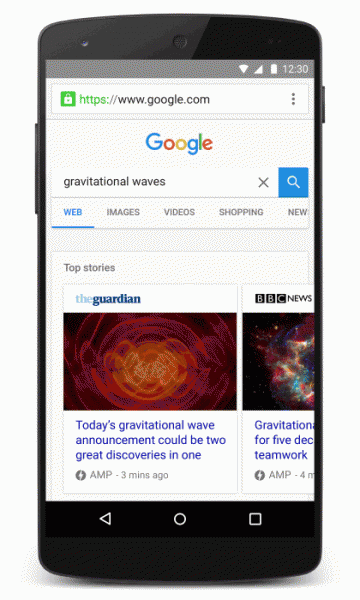 12:30
https://www.google.com
Google
gravitational waves
WEB IMAGES VIDEOS SHOPPING NEW
Top stories
theguardian
BBC NEWS
Today's gravitational wave
announcement could be two
great discoveries in one
AMP - 3 mins ago
Gravitationa
for five dec
teamwork
AMP - 4 m